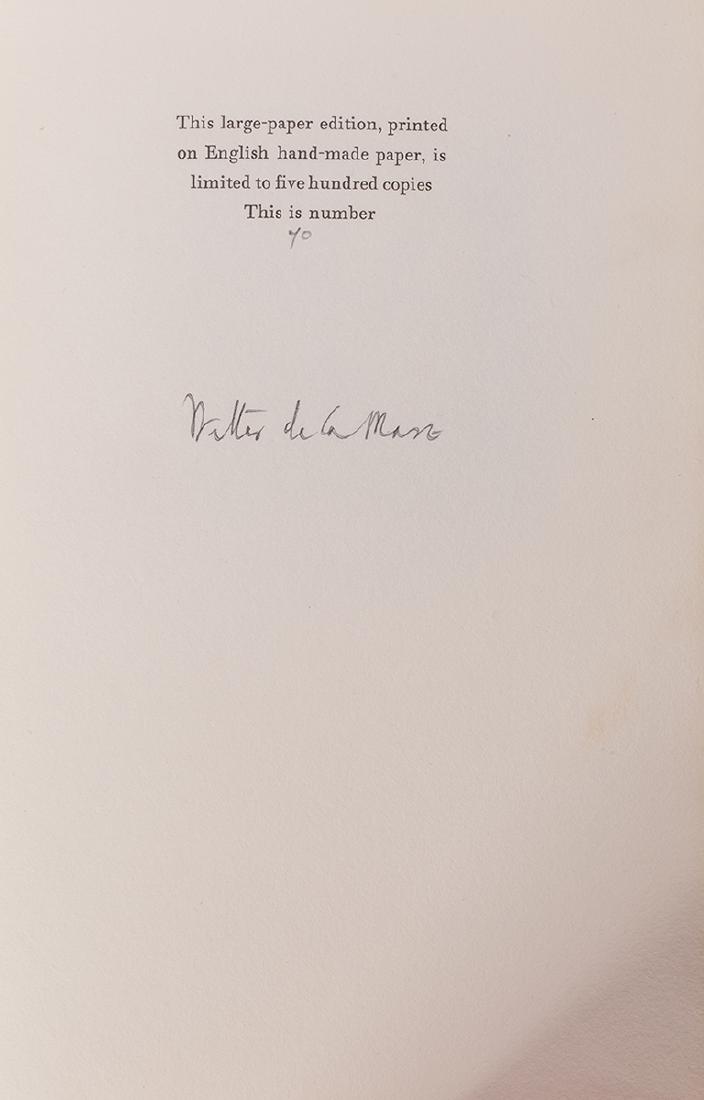 This large-paper edition, printed
on English hand-made paper, is
limited to five hundred copies
This is number
70
Walter de la Mare